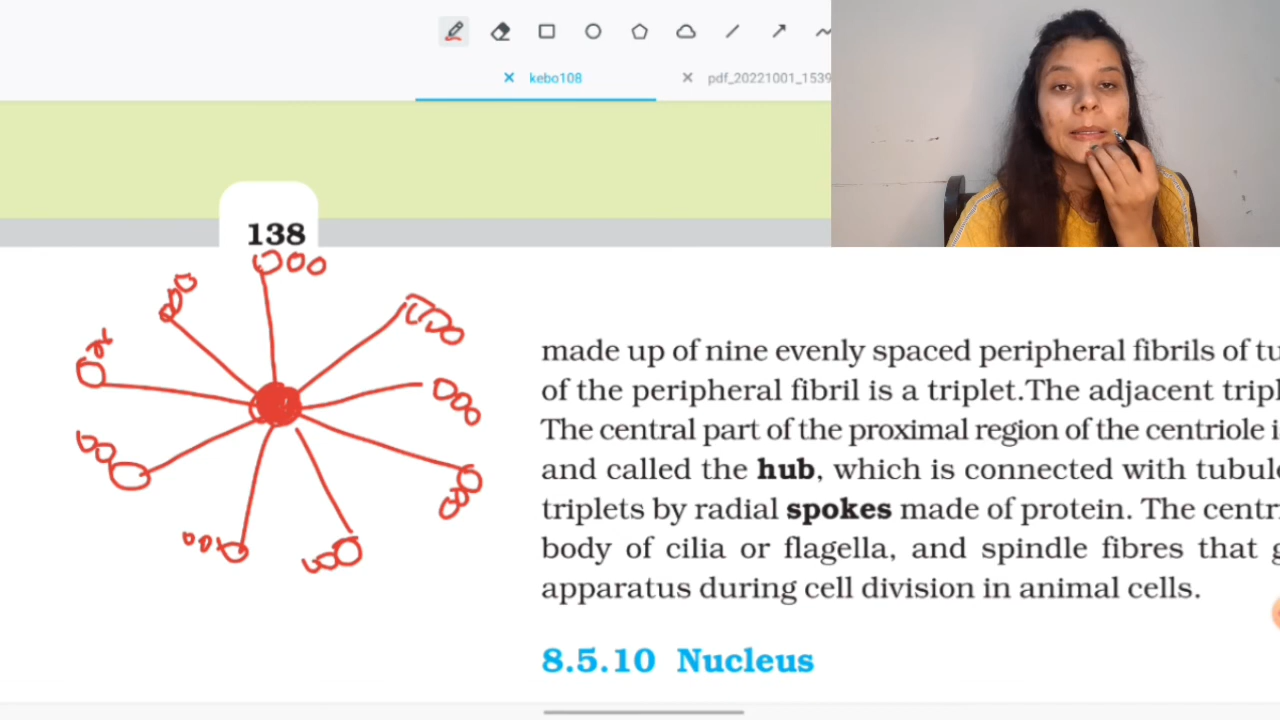 kebo108
pdf_20221001_1539
138
made up of nine evenly spaced peripheral fibrils of tu
of the peripheral fibril is a triplet.The adjacent tripl
The central part of the proximal region of the centriole i
and called the hub, which is connected with tubul
triplets by radial spokes made of protein. The centri
body of cilia or flagella, and spindle fibres that g
apparatus during cell division in animal cells.
8.5.10 Nucleus